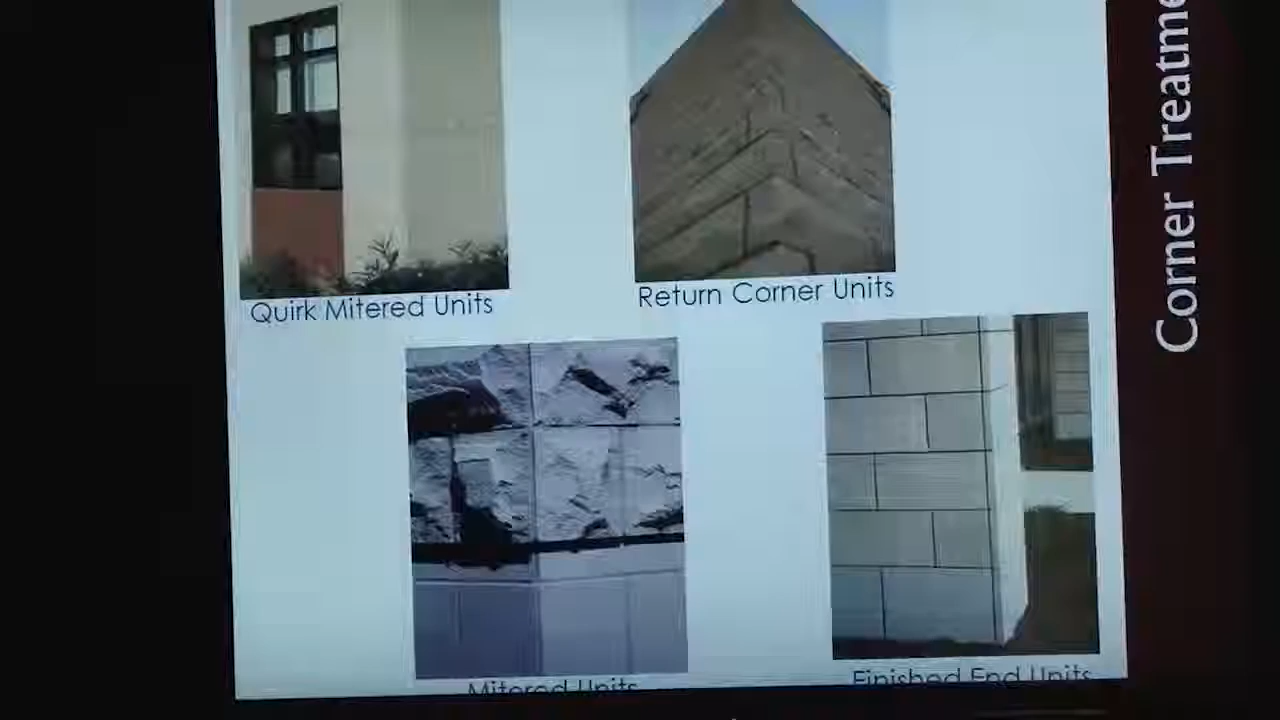 Corner Treatme
Quirk Mitered Units
Return Corner Units
Mitered Units
Finished End Units